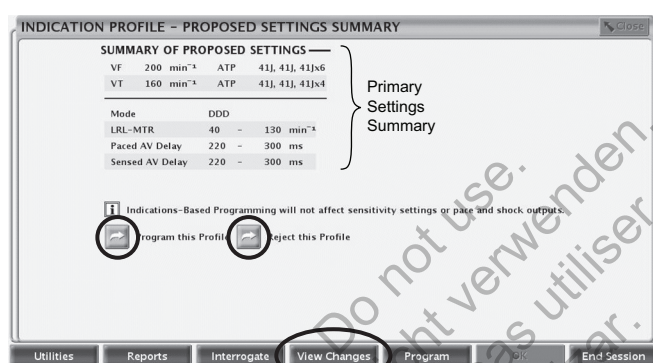 INDICATION PROFILE – PROPOSED SETTINGS SUMMARY
Close
SUMMARY OF PROPOSED SETTINGS
VF 200 min⁻¹ ATP 41J, 41J, 41Jx6
VT 160 min⁻¹ ATP 41J, 41J, 41Jx4
Mode DDD
LRL-MTR 40 - 130 min⁻¹
Paced AV Delay 220 - 300 ms
Sensed AV Delay 220 - 300 ms
Primary
Settings
Summary
i Indications-Based Programming will not affect sensitivity settings or pace and shock outputs.
Program this Profile Reject this Profile
Utilities Reports Interrogate View Changes Program OK End Session
Do not use.
verwenden.
utiliser